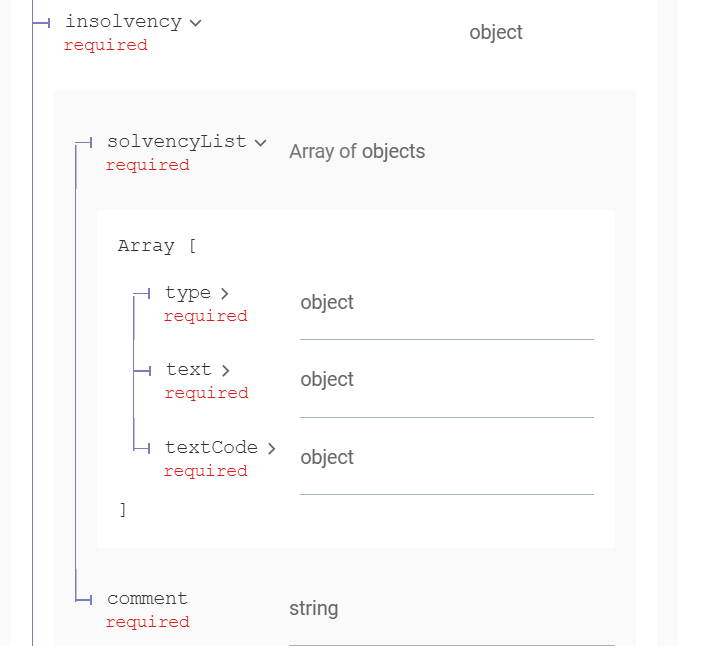 insolvency
object
required
solvencyList
Array of objects
required
Array [
type
object
required
text
object
required
textCode
object
required
]
comment
string
required